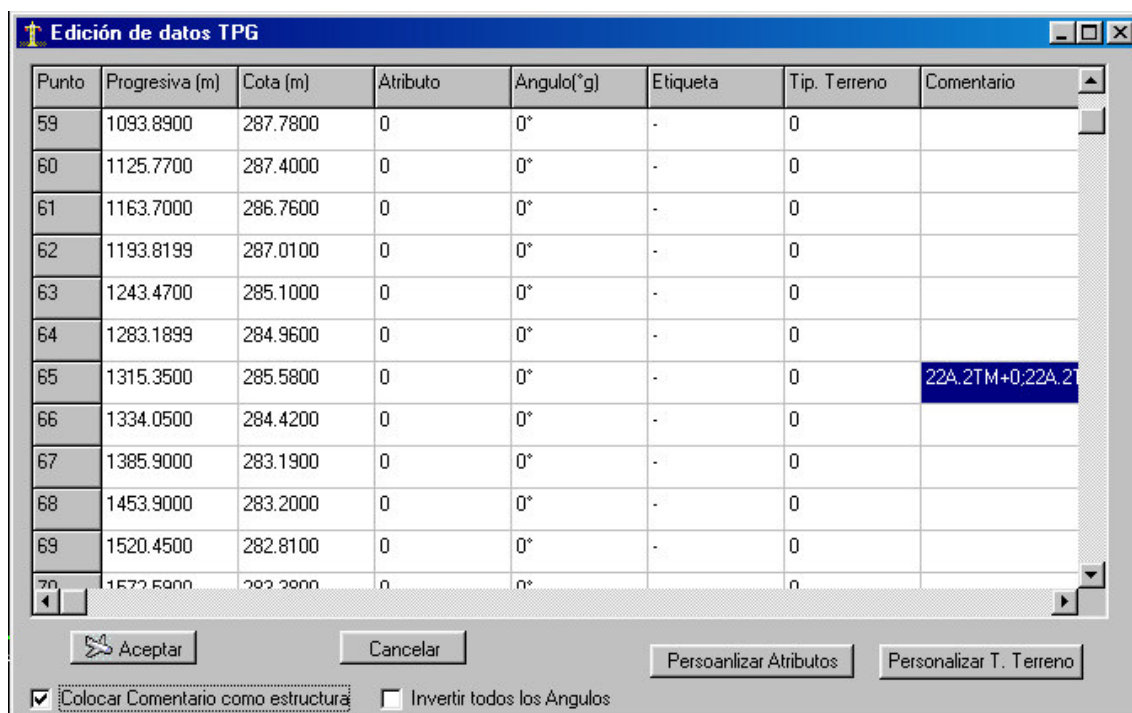 Edición de datos TPG
Punto Progresiva (m) Cota (m) Atributo Angulo(°g) Etiqueta Tip. Terreno Comentario
59 1093.8900 287.7800 0 0° - 0
60 1125.7700 287.4000 0 0° - 0
61 1163.7000 286.7600 0 0° - 0
62 1193.8199 287.0100 0 0° - 0
63 1243.4700 285.1000 0 0° - 0
64 1283.1899 284.9600 0 0° - 0
65 1315.3500 285.5800 0 0° - 0 22A.2TM+0;22A.2T
66 1334.0500 284.4200 0 0° - 0
67 1385.9000 283.1900 0 0° - 0
68 1453.9000 283.2000 0 0° - 0
69 1520.4500 282.8100 0 0° - 0
70 0 0° 0
Aceptar Cancelar Persoanlizar Atributos Personalizar T. Terreno
Colocar Comentario como estructura Invertir todos los Angulos